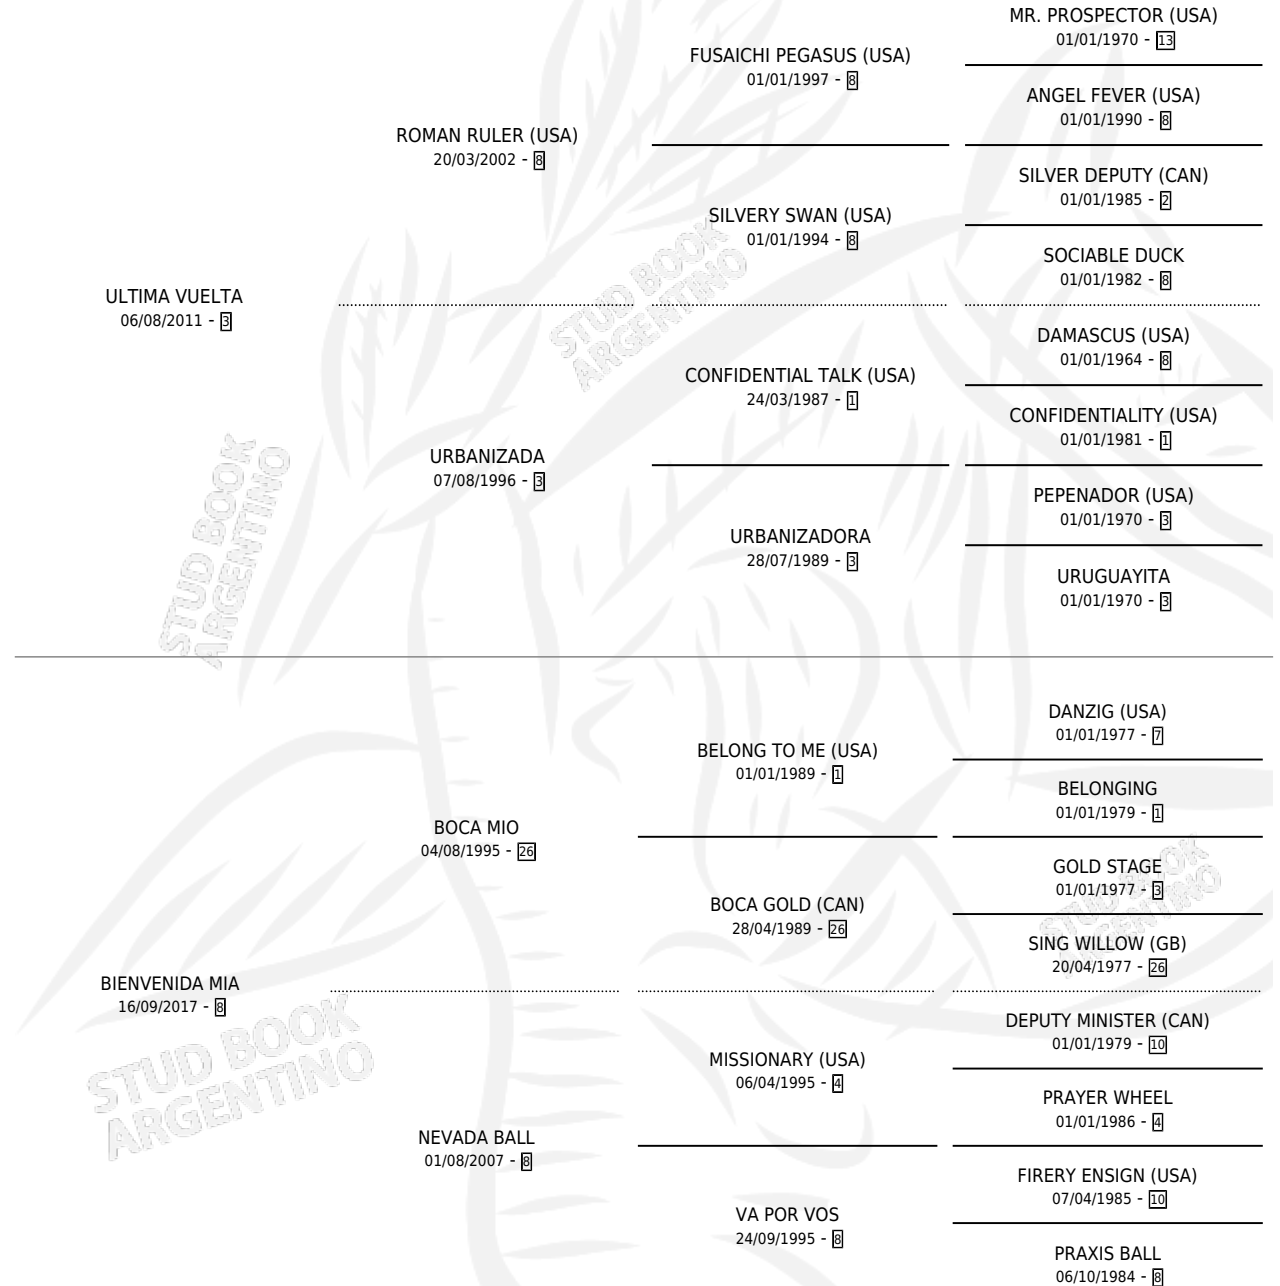 MR. PROSPECTOR (USA)
01/01/1970 - 13
FUSAICHI PEGASUS (USA)
01/01/1997 - 8
ANGEL FEVER (USA)
01/01/1990 - 8
ROMAN RULER (USA)
20/03/2002 - 8
SILVER DEPUTY (CAN)
01/01/1985 - 2
SILVERY SWAN (USA)
01/01/1994 - 8
SOCIABLE DUCK
01/01/1982 - 8
STUD BOOK
ARGENTINO
ULTIMA VUELTA
06/08/2011 - 3
DAMASCUS (USA)
01/01/1964 - 8
CONFIDENTIAL TALK (USA)
24/03/1987 - 1
CONFIDENTIALITY (USA)
01/01/1981 - 1
URBANIZADA
07/08/1996 - 3
PEPENADOR (USA)
01/01/1970 - 3
URBANIZADORA
28/07/1989 - 3
URUGUAYITA
01/01/1970 - 3
STUD BOOK
ARGENTINO
DANZIG (USA)
01/01/1977 - 7
BELONG TO ME (USA)
01/01/1989 - 1
BELONGING
01/01/1979 - 1
BOCA MIO
04/08/1995 - 26
GOLD STAGE
01/01/1977 - 3
BOCA GOLD (CAN)
28/04/1989 - 26
SING WILLOW (GB)
20/04/1977 - 26
STUD BOOK
ARGENTINO
BIENVENIDA MIA
16/09/2017 - 8
DEPUTY MINISTER (CAN)
01/01/1979 - 10
MISSIONARY (USA)
06/04/1995 - 4
PRAYER WHEEL
01/01/1986 - 4
STUD BOOK
ARGENTINO
NEVADA BALL
01/08/2007 - 8
FIRERY ENSIGN (USA)
07/04/1985 - 10
VA POR VOS
24/09/1995 - 8
PRAXIS BALL
06/10/1984 - 8